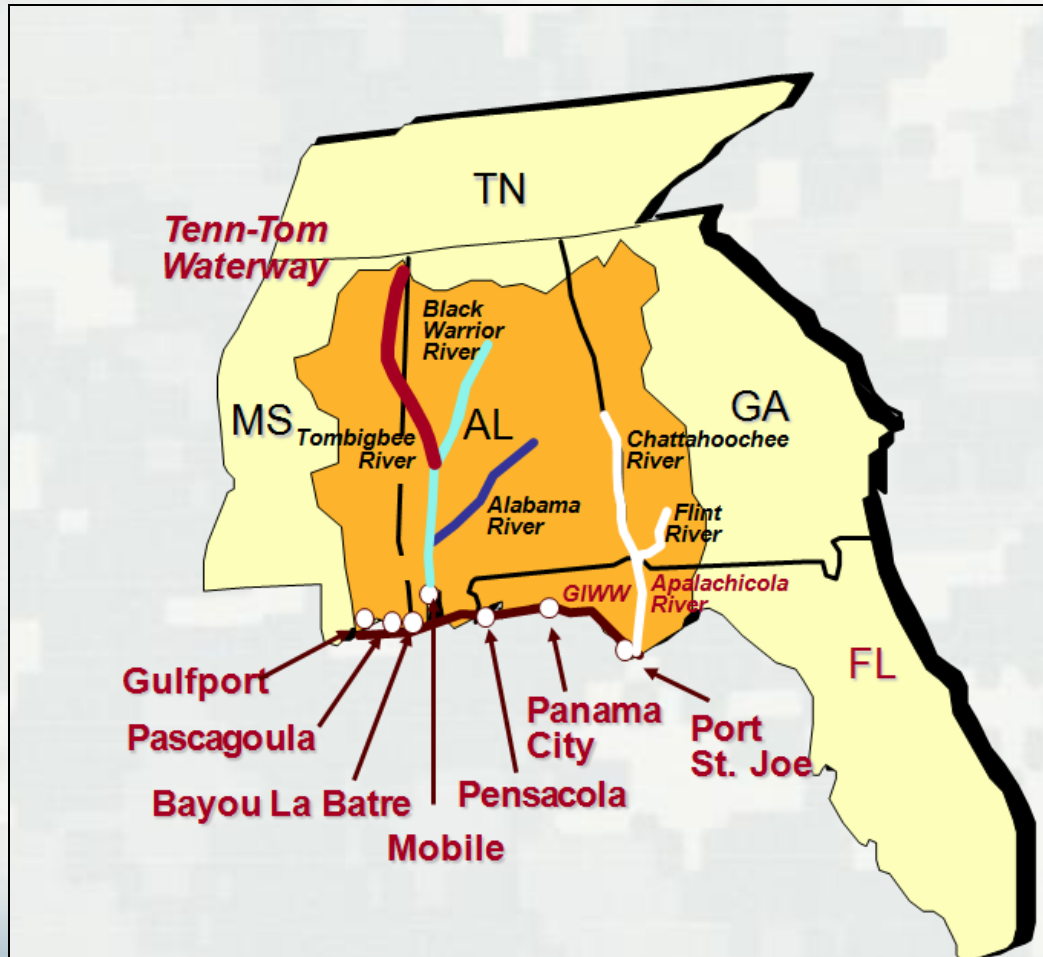 TN
Tenn-Tom
Waterway
Black
Warrior
River
MS
AL
GA
Tombigbee
River
Chattahoochee
River
Alabama
River
Flint
River
GIWW
Apalachicola
River
FL
Gulfport
Pascagoula
Bayou La Batre
Mobile
Pensacola
Panama
City
Port
St. Joe